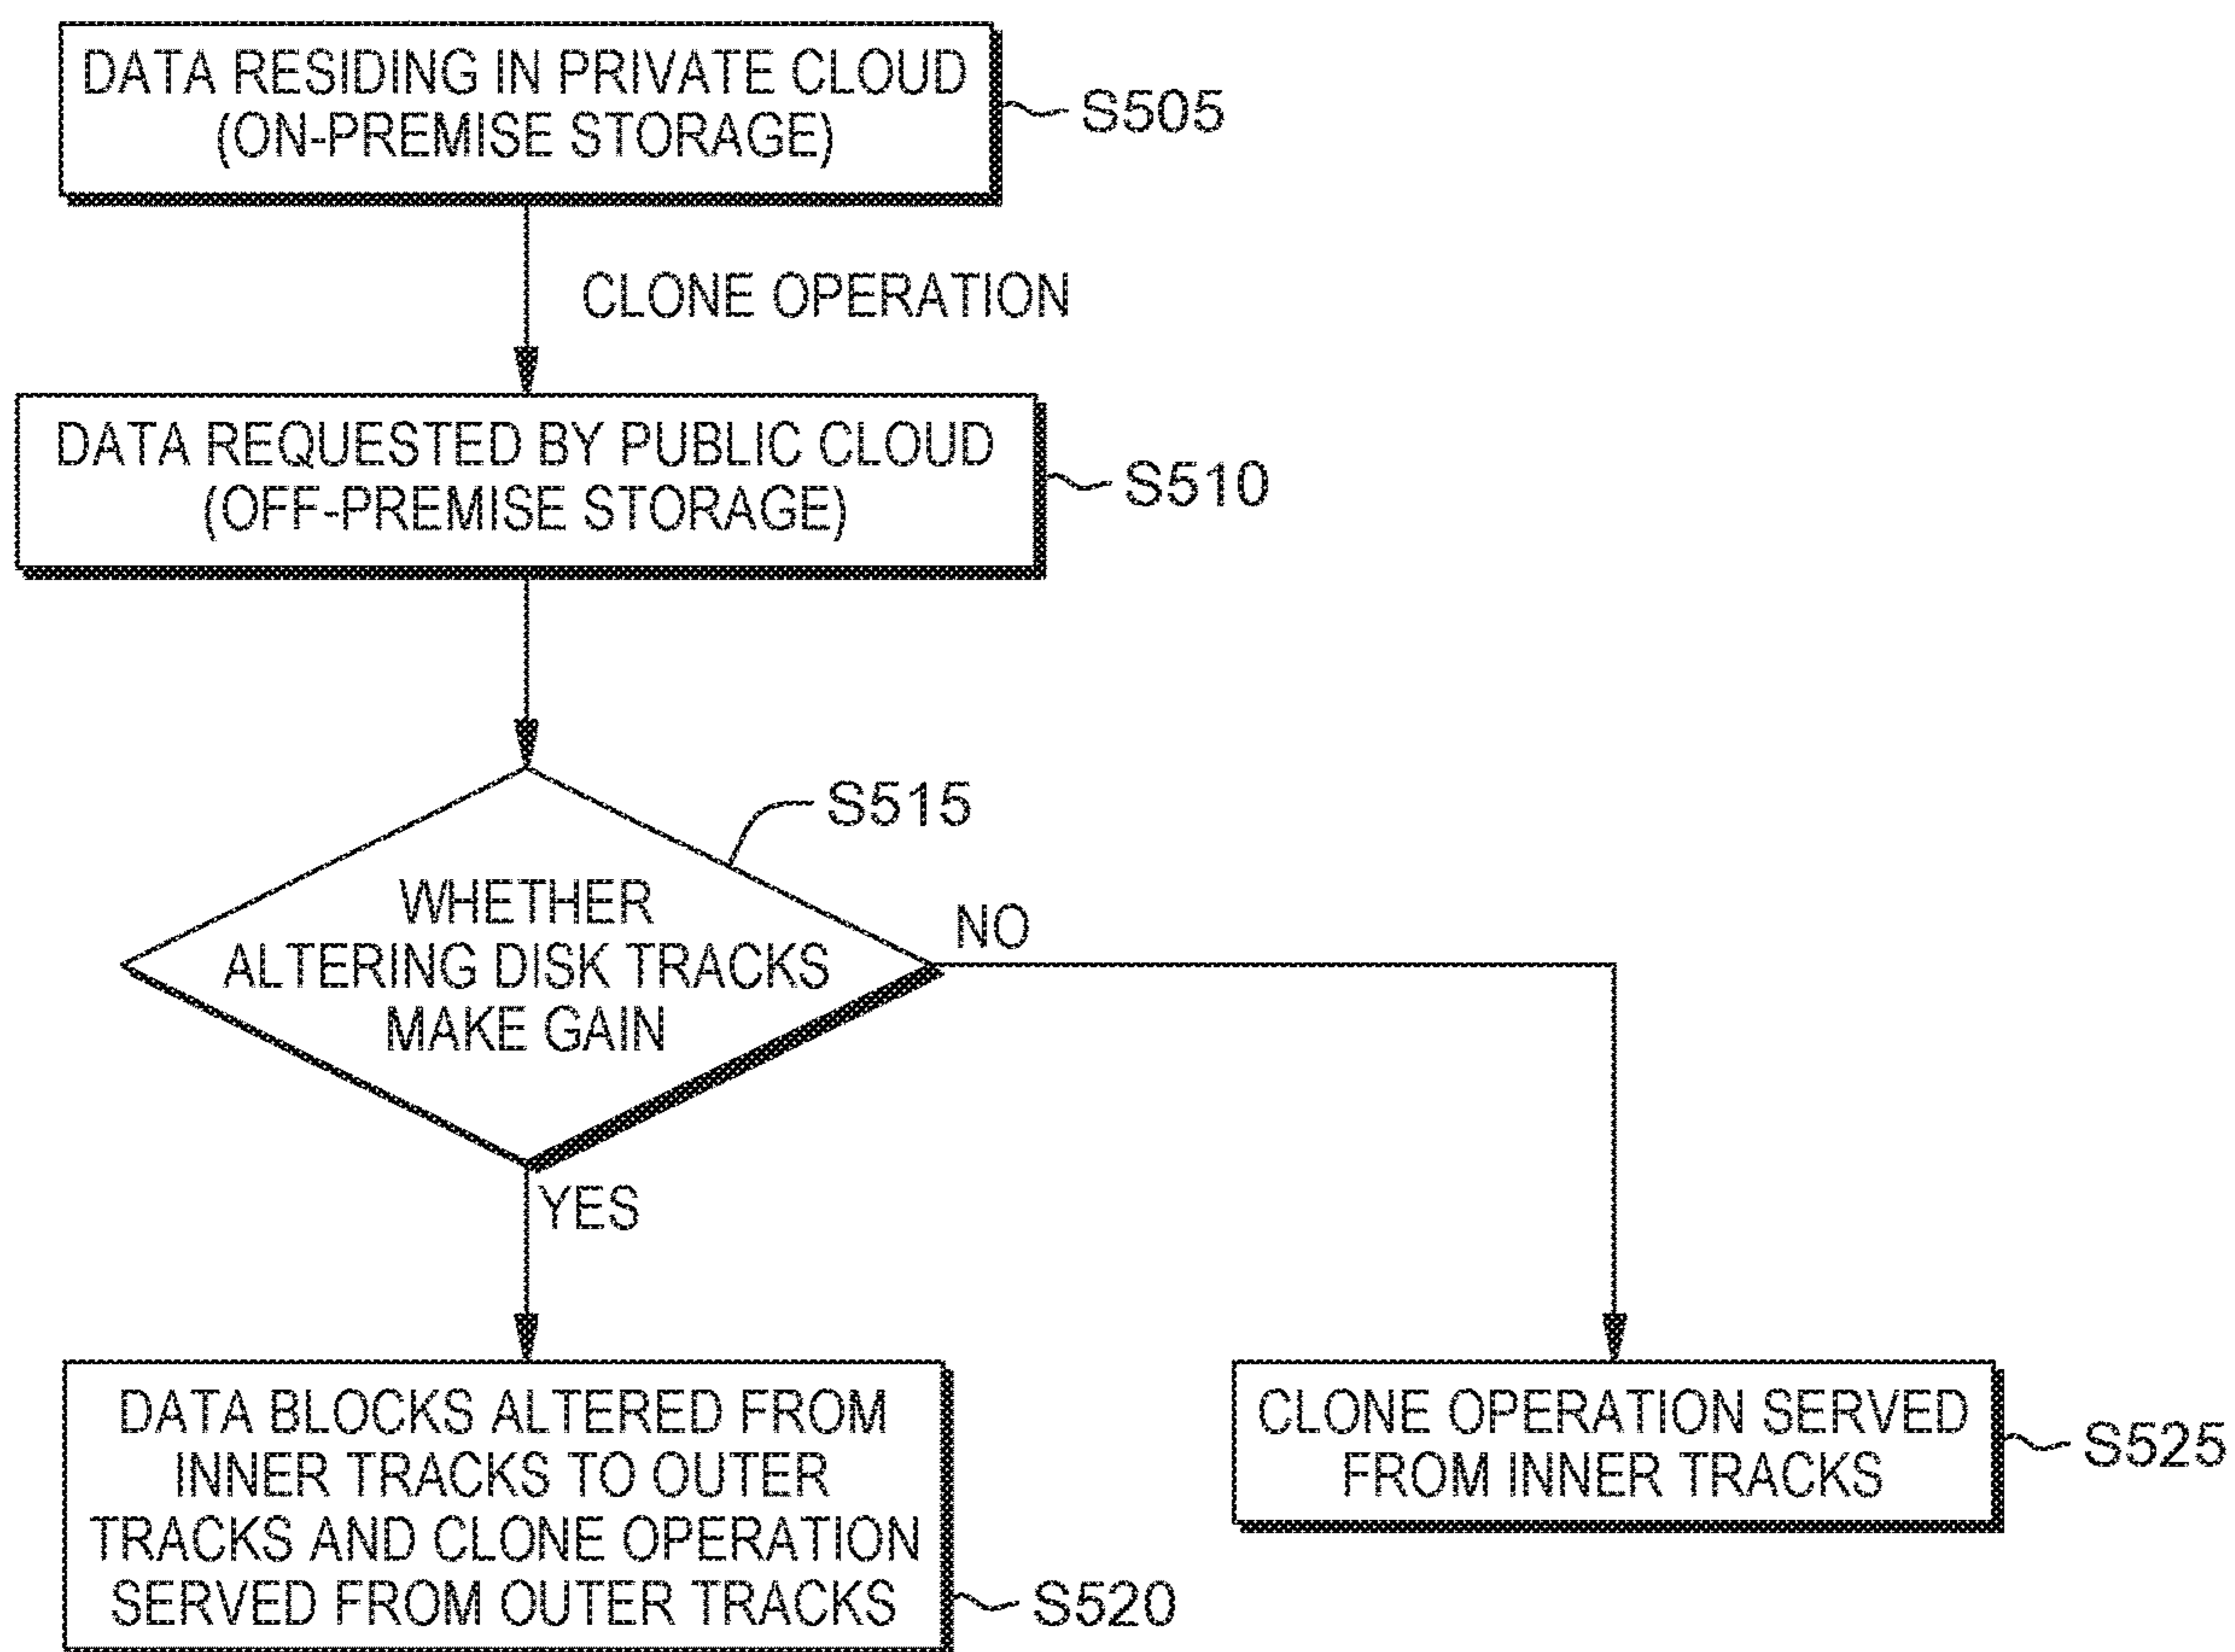 DATA RESIDING IN PRIVATE CLOUD
(ON-PREMISE STORAGE)
S505
CLONE OPERATION
DATA REQUESTED BY PUBLIC CLOUD
(OFF-PREMISE STORAGE)
S510
S515
WHETHER
ALTERING DISK TRACKS
MAKE GAIN
NO
YES
DATA BLOCKS ALTERED FROM
INNER TRACKS TO OUTER
TRACKS AND CLONE OPERATION
SERVED FROM OUTER TRACKS
S520
CLONE OPERATION SERVED
FROM INNER TRACKS
S525